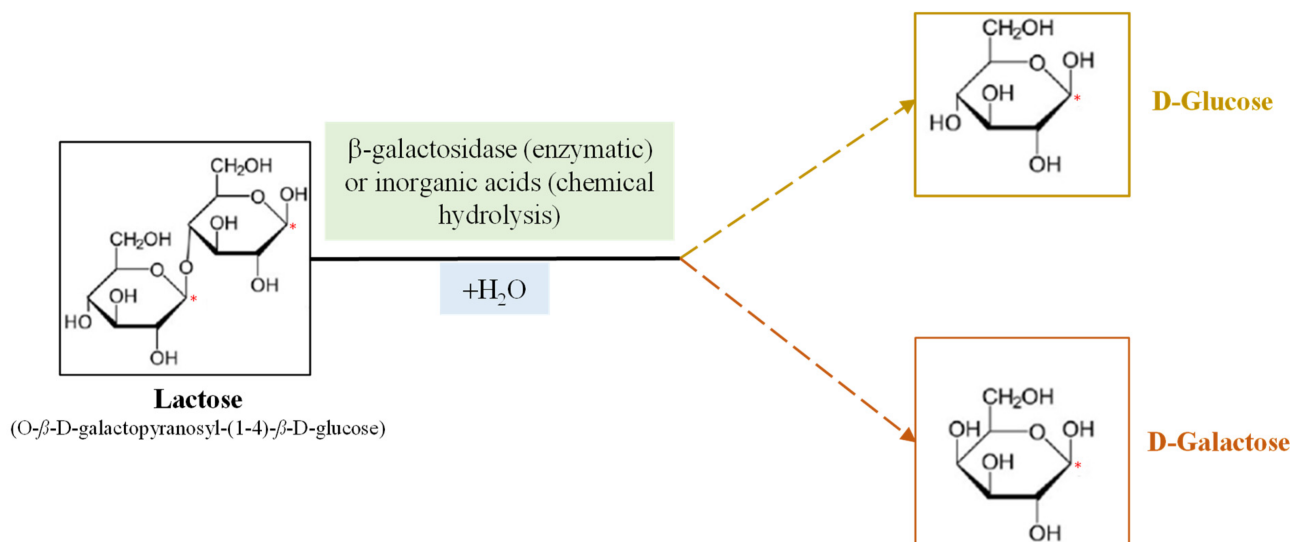 CH₂OH
O
OH
OH
*
OH
O
CH₂OH
O
OH
*
OH
HO
OH
Lactose
(O-β-D-galactopyranosyl-(1-4)-β-D-glucose)
β-galactosidase (enzymatic)
or inorganic acids (chemical
hydrolysis)
+H₂O
CH₂OH
O
OH
OH
*
HO
OH
D-Glucose
CH₂OH
OH
O
OH
OH
*
OH
D-Galactose